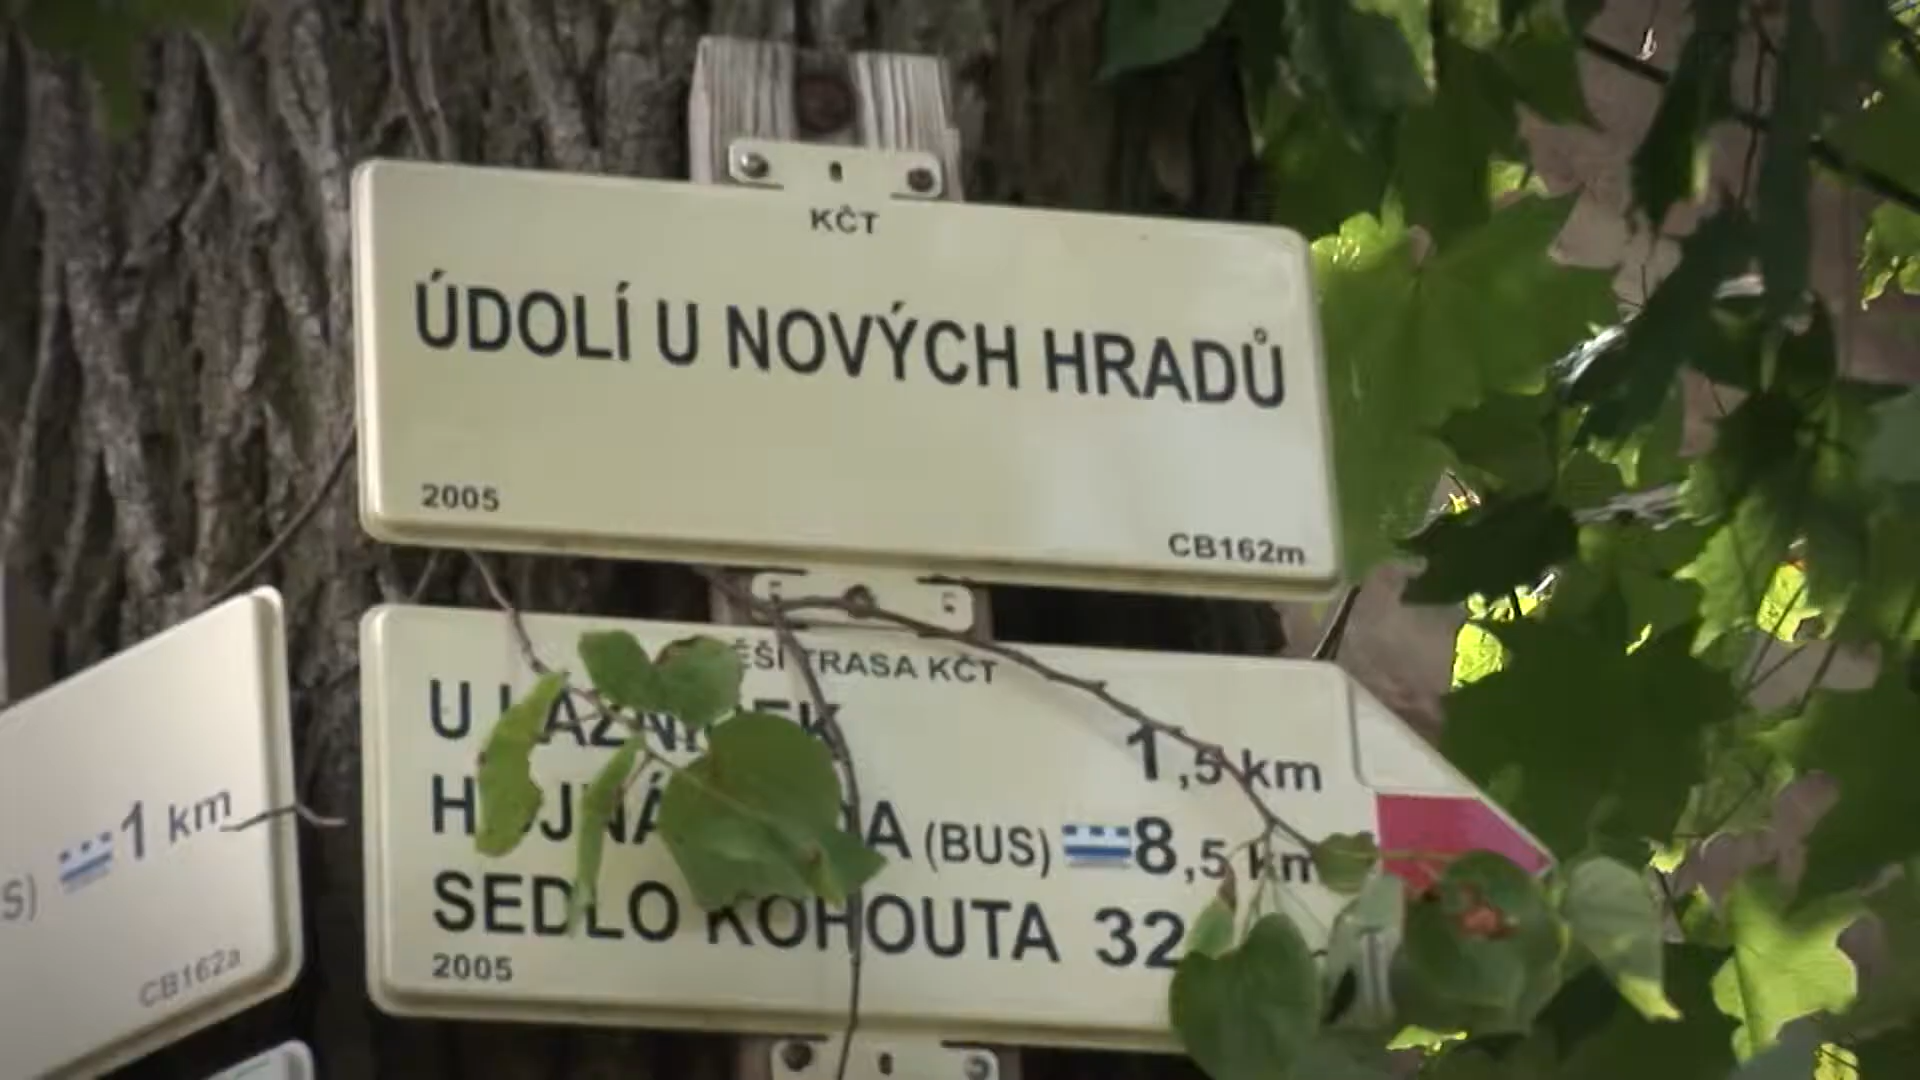 KČT
ÚDOLÍ U NOVÝCH HRADŮ
2005
CB162m
TRASA KČT
U 1,5 km
(BUS) 8,5 km
SEDLO KOHOUTA 32
2005
1 km
CB162a